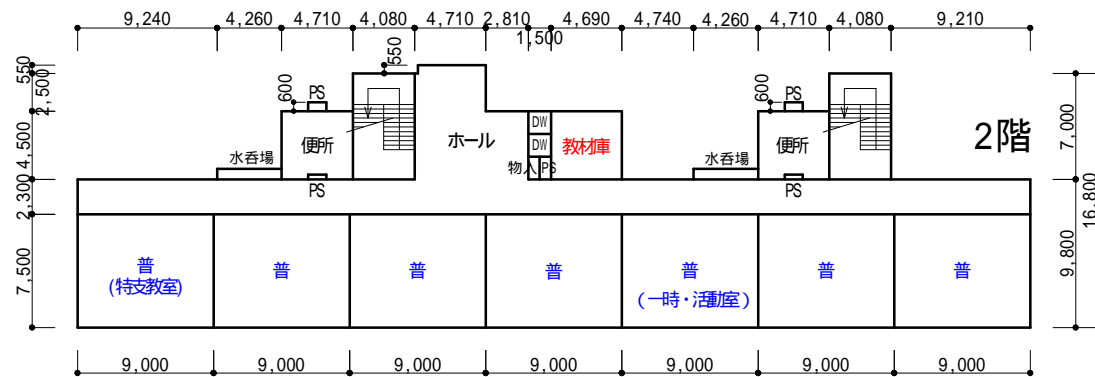 9,240 4,260 4,710 4,080 4,710 2,810 4,690 4,740 4,260 4,710 4,080 9,210
1,500
550
550
2,500
600 PS
600 PS
DW
便所 ホール DW 教材庫 便所 2階 7,000
4,500
水呑場 物入 PS 水呑場
PS PS
2,300
16,800
普 普 普 普 普 普 普
(特支教室) (一時・活動室)
7,500
9,800
9,000 9,000 9,000 9,000 9,000 9,000 9,000